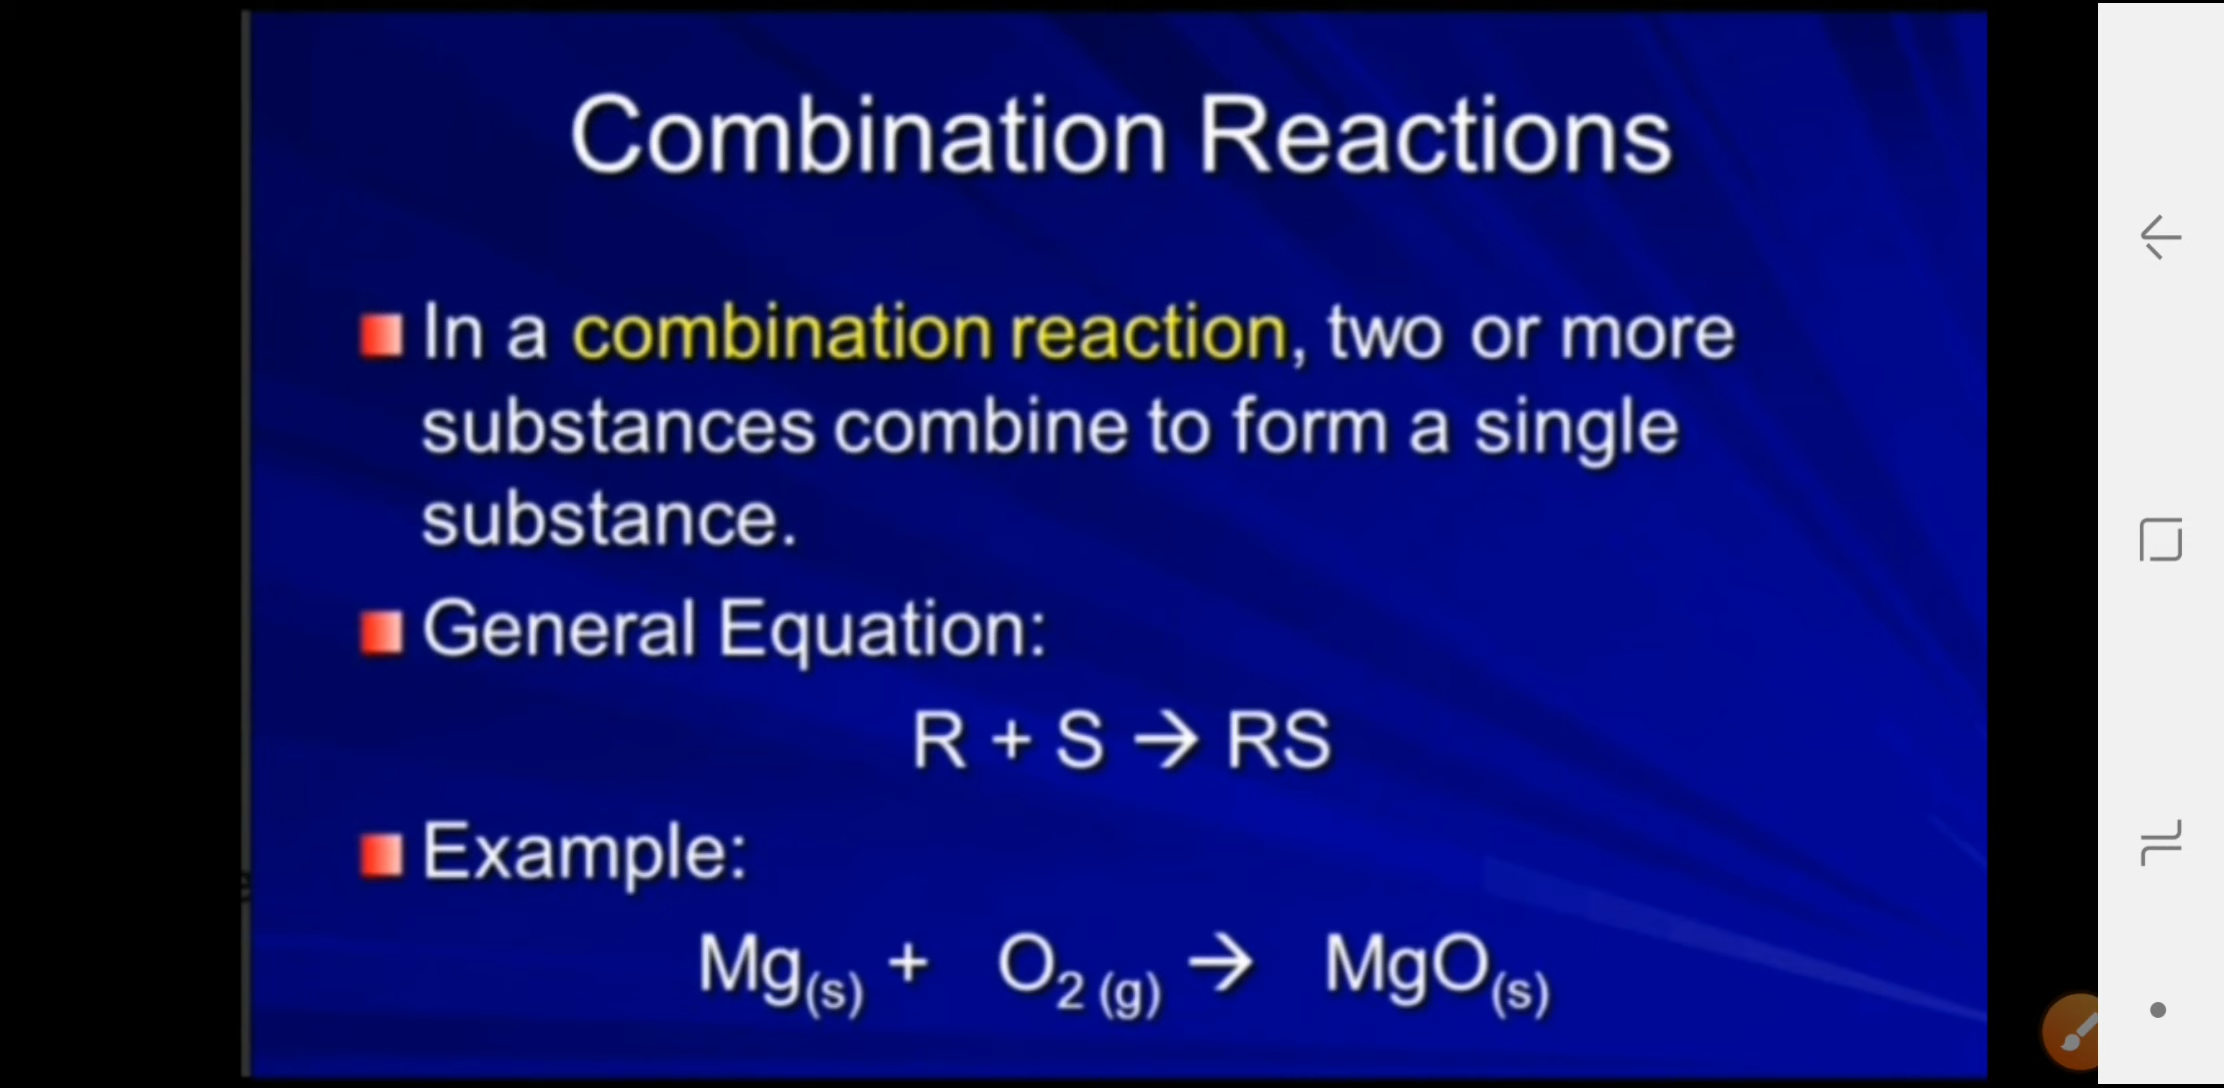 Combination Reactions
In a combination reaction, two or more
substances combine to form a single
substance.
General Equation:
R + S → RS
Example:
Mg(s) + O2 (g) → MgO(s)